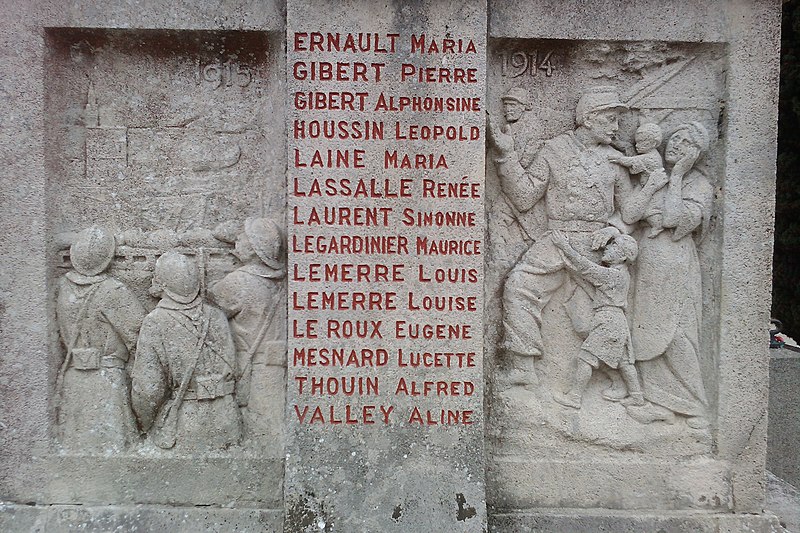 1915
ERNAULT MARIA
GIBERT PIERRE
GIBERT ALPHONSINE
HOUSSIN LEOPOLD
LAINE MARIA
LASSALLE RENÉE
LAURENT SIMONNE
LEGARDINIER MAURICE
LEMERRE LOUIS
LEMERRE LOUISE
LE ROUX EUGENE
MESNARD LUCETTE
THOUIN ALFRED
VALLEY ALINE
1914